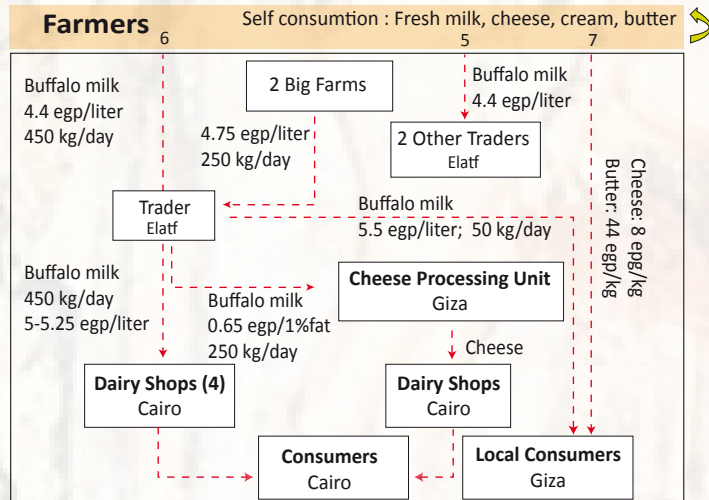 Farmers
Self consumtion : Fresh milk, cheese, cream, butter
6
5
7
Buffalo milk
4.4 egp/liter
450 kg/day
2 Big Farms
Buffalo milk
4.4 egp/liter
4.75 egp/liter
250 kg/day
2 Other Traders
Elatf
Cheese: 8 epg/kg
Butter: 44 egp/kg
Trader
Elatf
Buffalo milk
5.5 egp/liter; 50 kg/day
Buffalo milk
450 kg/day
5-5.25 egp/liter
Buffalo milk
0.65 egp/1%fat
250 kg/day
Cheese Processing Unit
Giza
Cheese
Dairy Shops (4)
Cairo
Dairy Shops
Cairo
Consumers
Cairo
Local Consumers
Giza